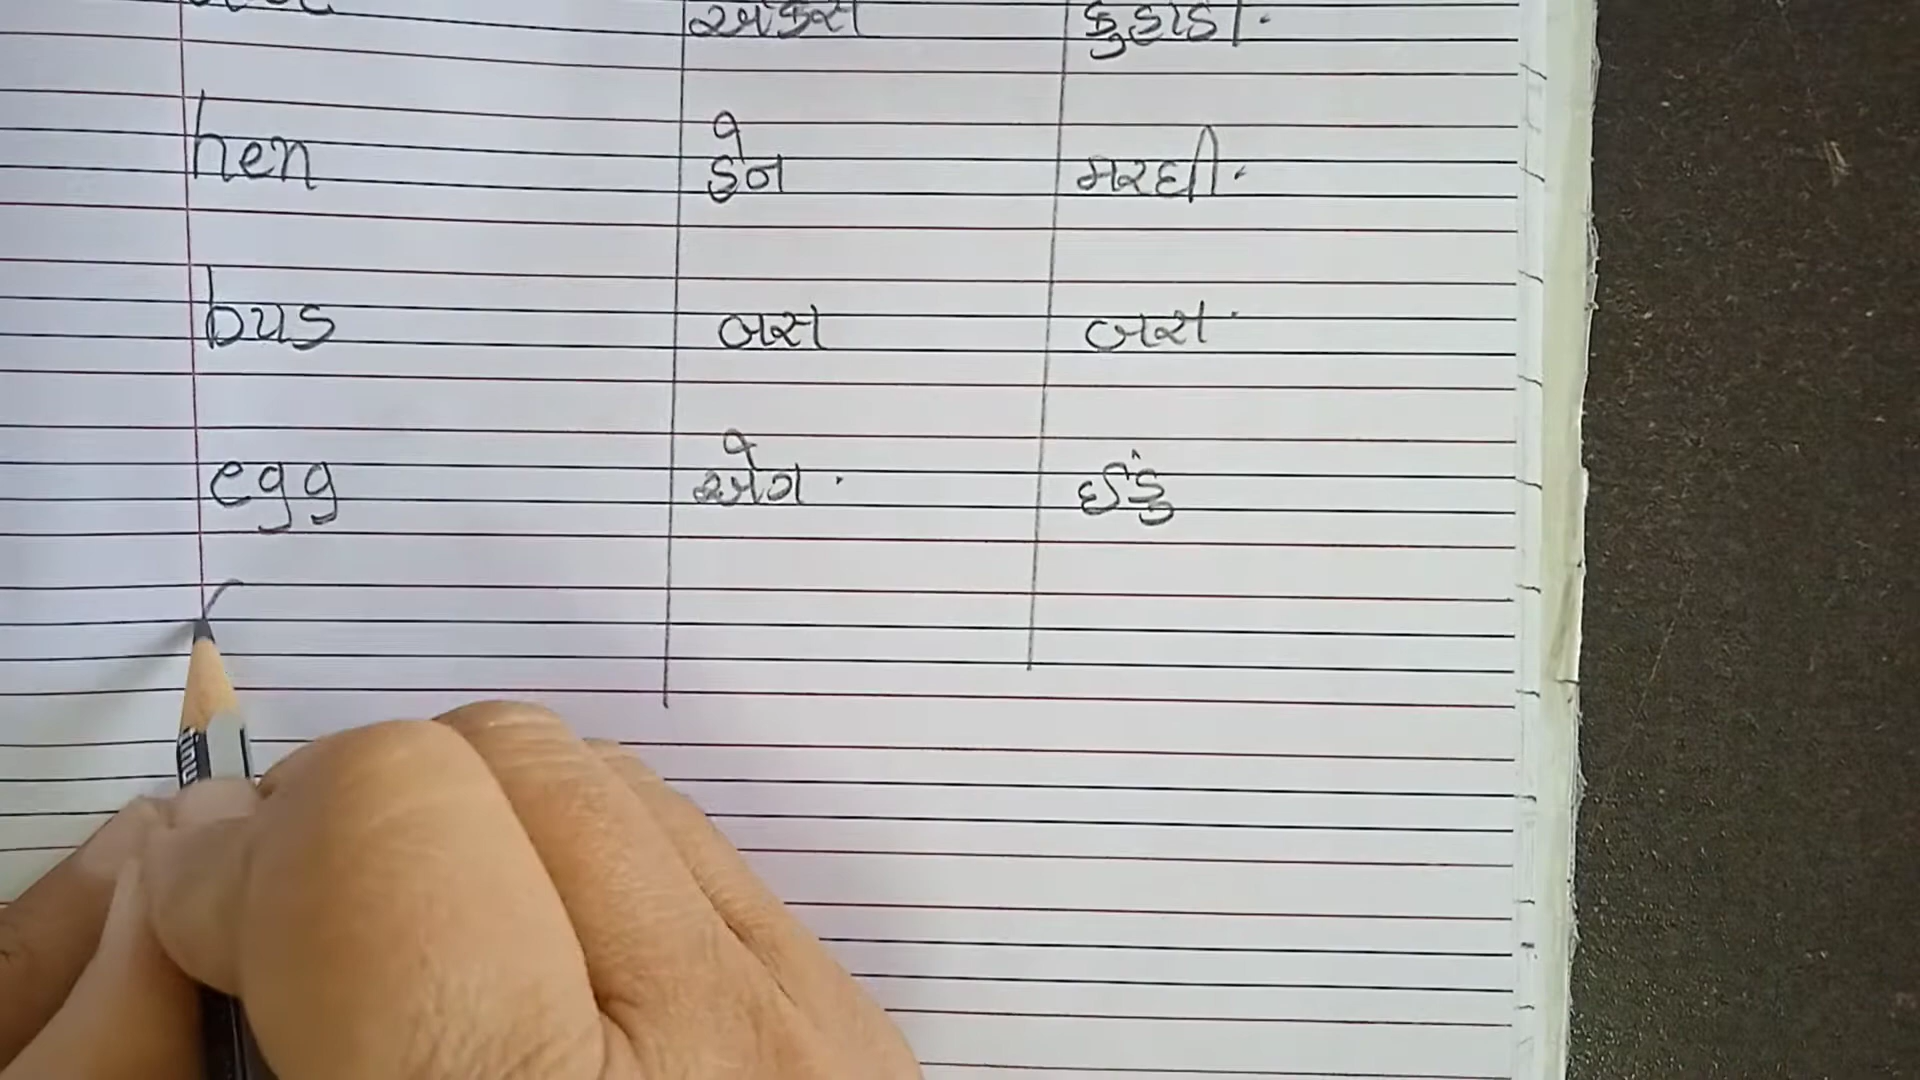 કુહાડી.
hen હેન મરઘી.
bus બસ બસ.
egg એગ. ઈંડુ